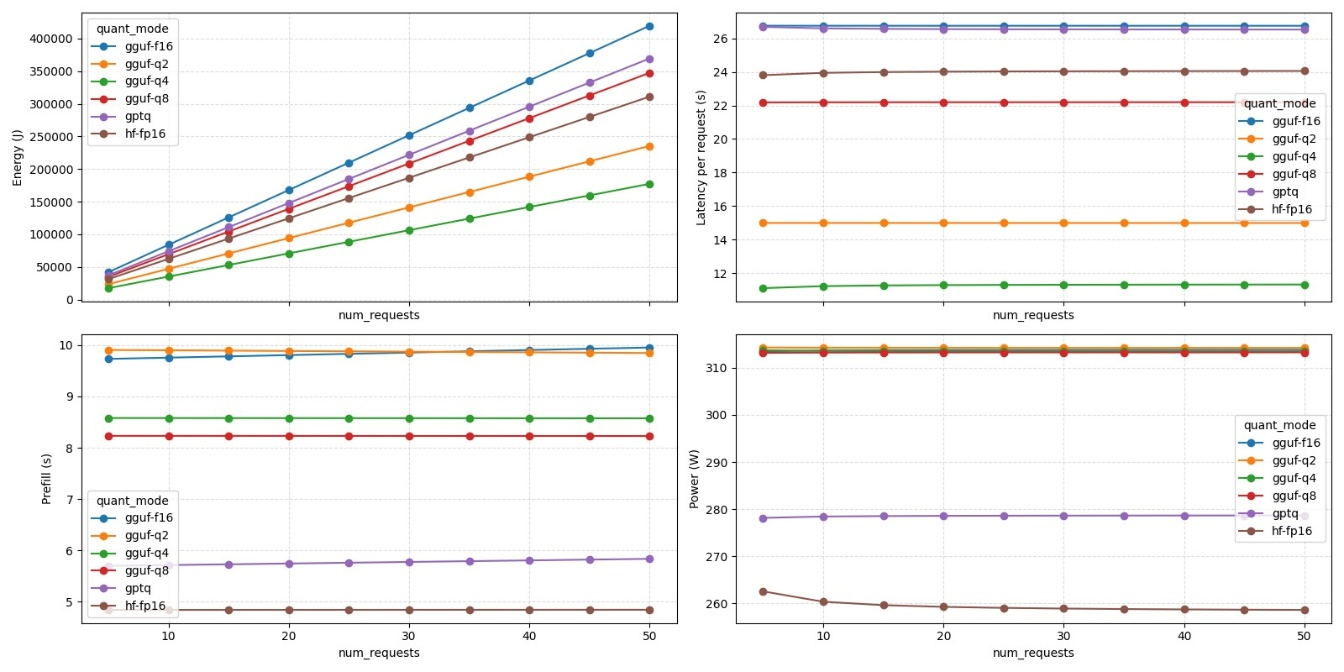 quant_mode
gguf-f16
gguf-q2
gguf-q4
gguf-q8
gptq
hf-fp16
400000
350000
300000
250000
200000
150000
100000
50000
0
Energy (J)
num_requests
26
24
22
20
18
16
14
12
Latency per request (s)
quant_mode
gguf-f16
gguf-q2
gguf-q4
gguf-q8
gptq
hf-fp16
num_requests
10
9
8
7
6
5
Prefill (s)
quant_mode
gguf-f16
gguf-q2
gguf-q4
gguf-q8
gptq
hf-fp16
10 20 30 40 50
num_requests
310
300
290
280
270
260
Power (W)
quant_mode
gguf-f16
gguf-q2
gguf-q4
gguf-q8
gptq
hf-fp16
10 20 30 40 50
num_requests